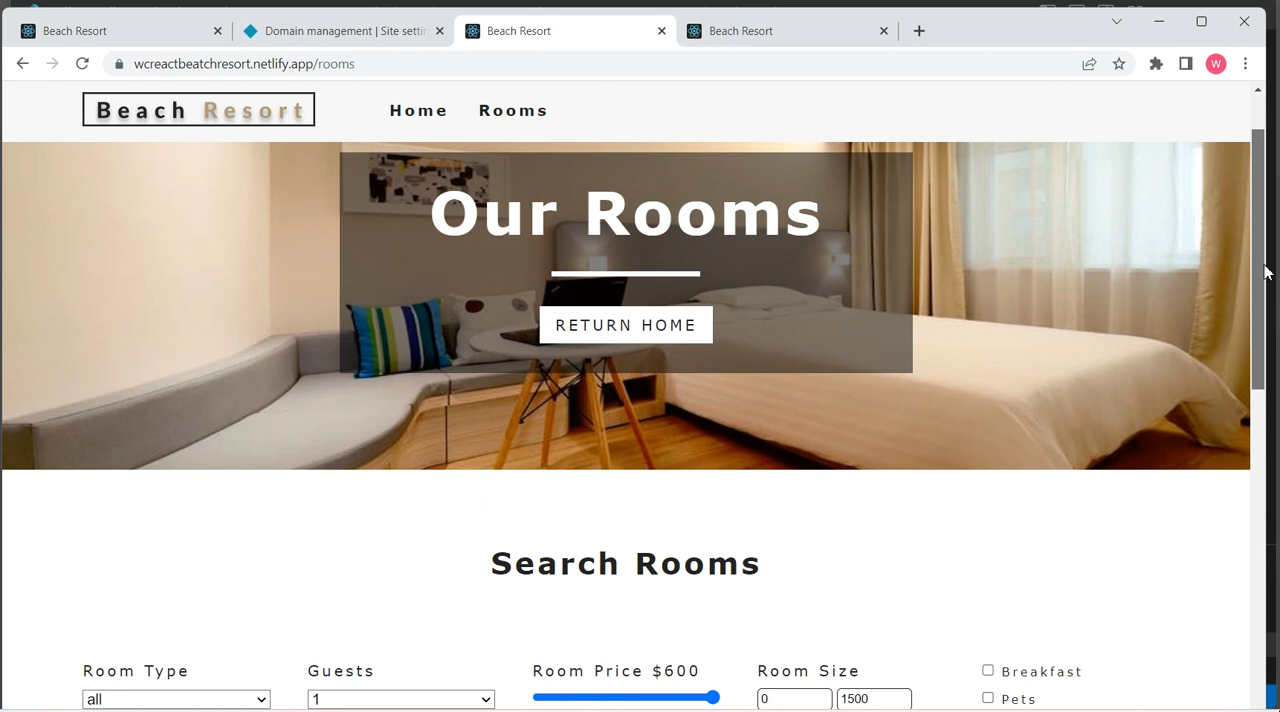 Beach Resort
Domain management | Site settin
Beach Resort
Beach Resort
wcreactbeatchresort.netlify.app/rooms
W
Beach Resort
Home
Rooms
Our Rooms
RETURN HOME
Search Rooms
Room Type
Guests
Room Price $600
Room Size
Breakfast
all
1
0
1500
Pets